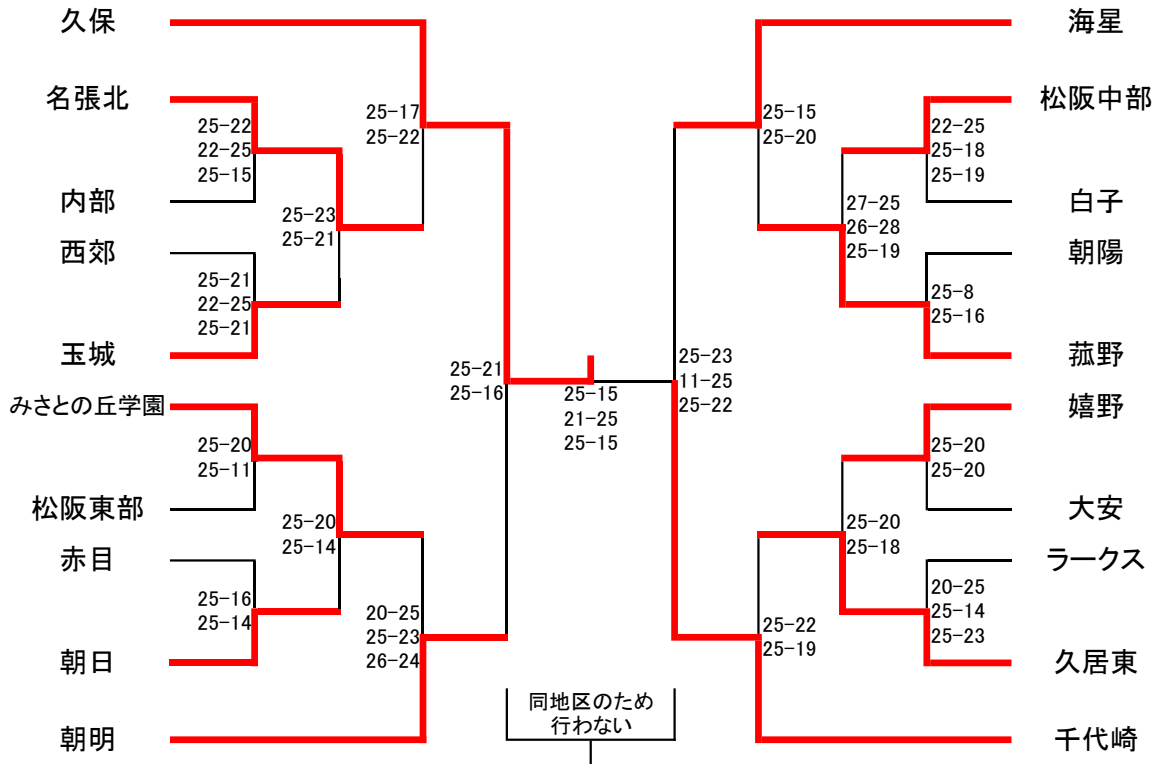 久保
海星
名張北
松阪中部
25-17
25-22
25-15
25-20
25-22
22-25
25-15
22-25
25-18
25-19
内部
白子
25-23
25-21
27-25
26-28
25-19
西郊
朝陽
25-21
22-25
25-21
25-8
25-16
玉城
菰野
25-21
25-16
25-15
21-25
25-15
25-23
11-25
25-22
みさとの丘学園
嬉野
25-20
25-11
25-20
25-20
松阪東部
大安
25-20
25-14
25-20
25-18
赤目
ラークス
25-16
25-14
20-25
25-14
25-23
20-25
25-23
26-24
25-22
25-19
朝日
久居東
同地区のため
行わない
朝明
千代崎